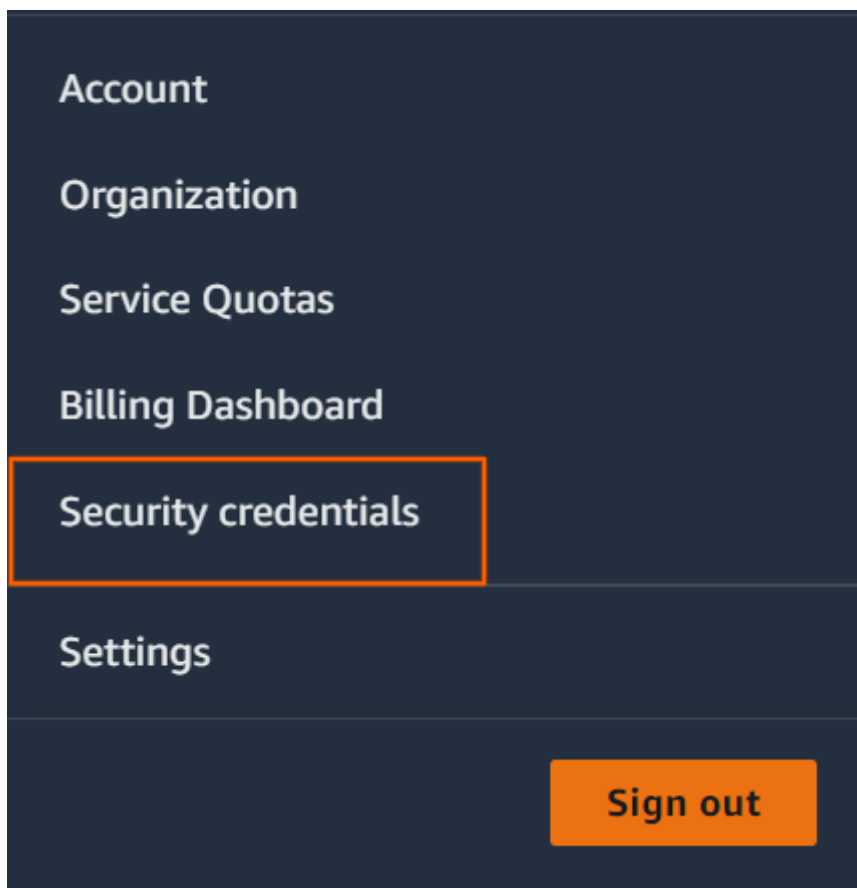 Account
Organization
Service Quotas
Billing Dashboard
Security credentials
Settings
Sign out